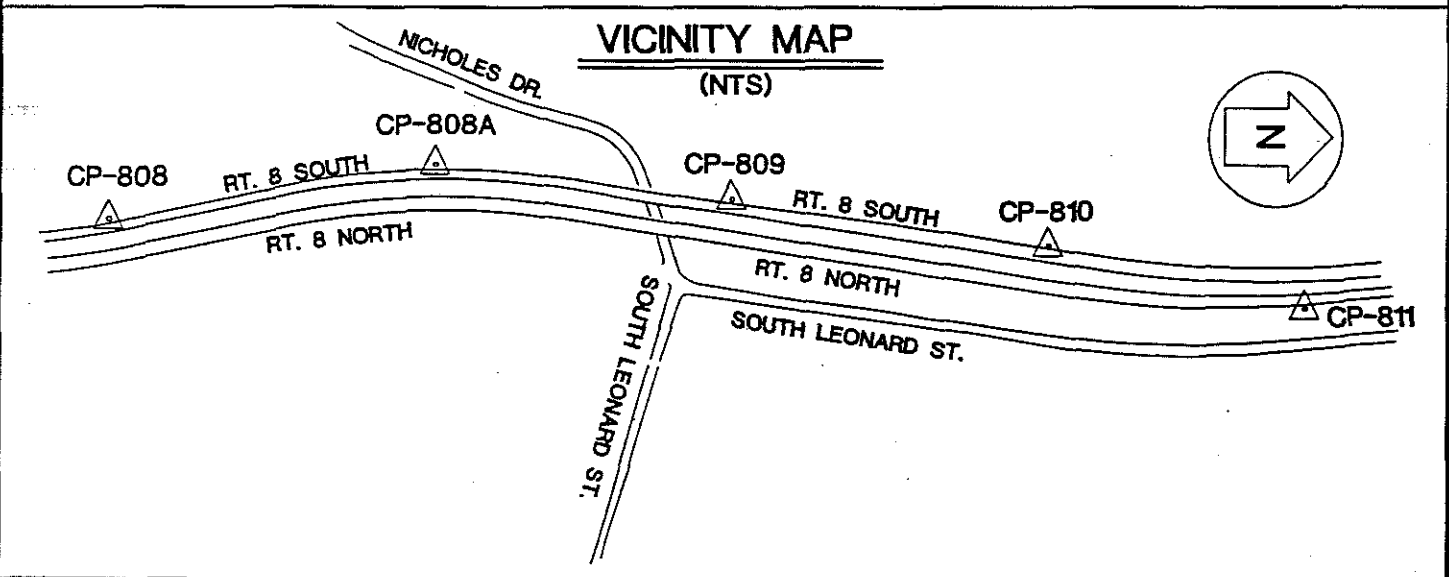 VICINITY MAP
(NTS)
NICHOLES DR.
N
CP-808
RT. 8 SOUTH
CP-808A
CP-809
RT. 8 SOUTH
CP-810
RT. 8 NORTH
RT. 8 NORTH
CP-811
SOUTH LEONARD ST.
SOUTH LEONARD ST.